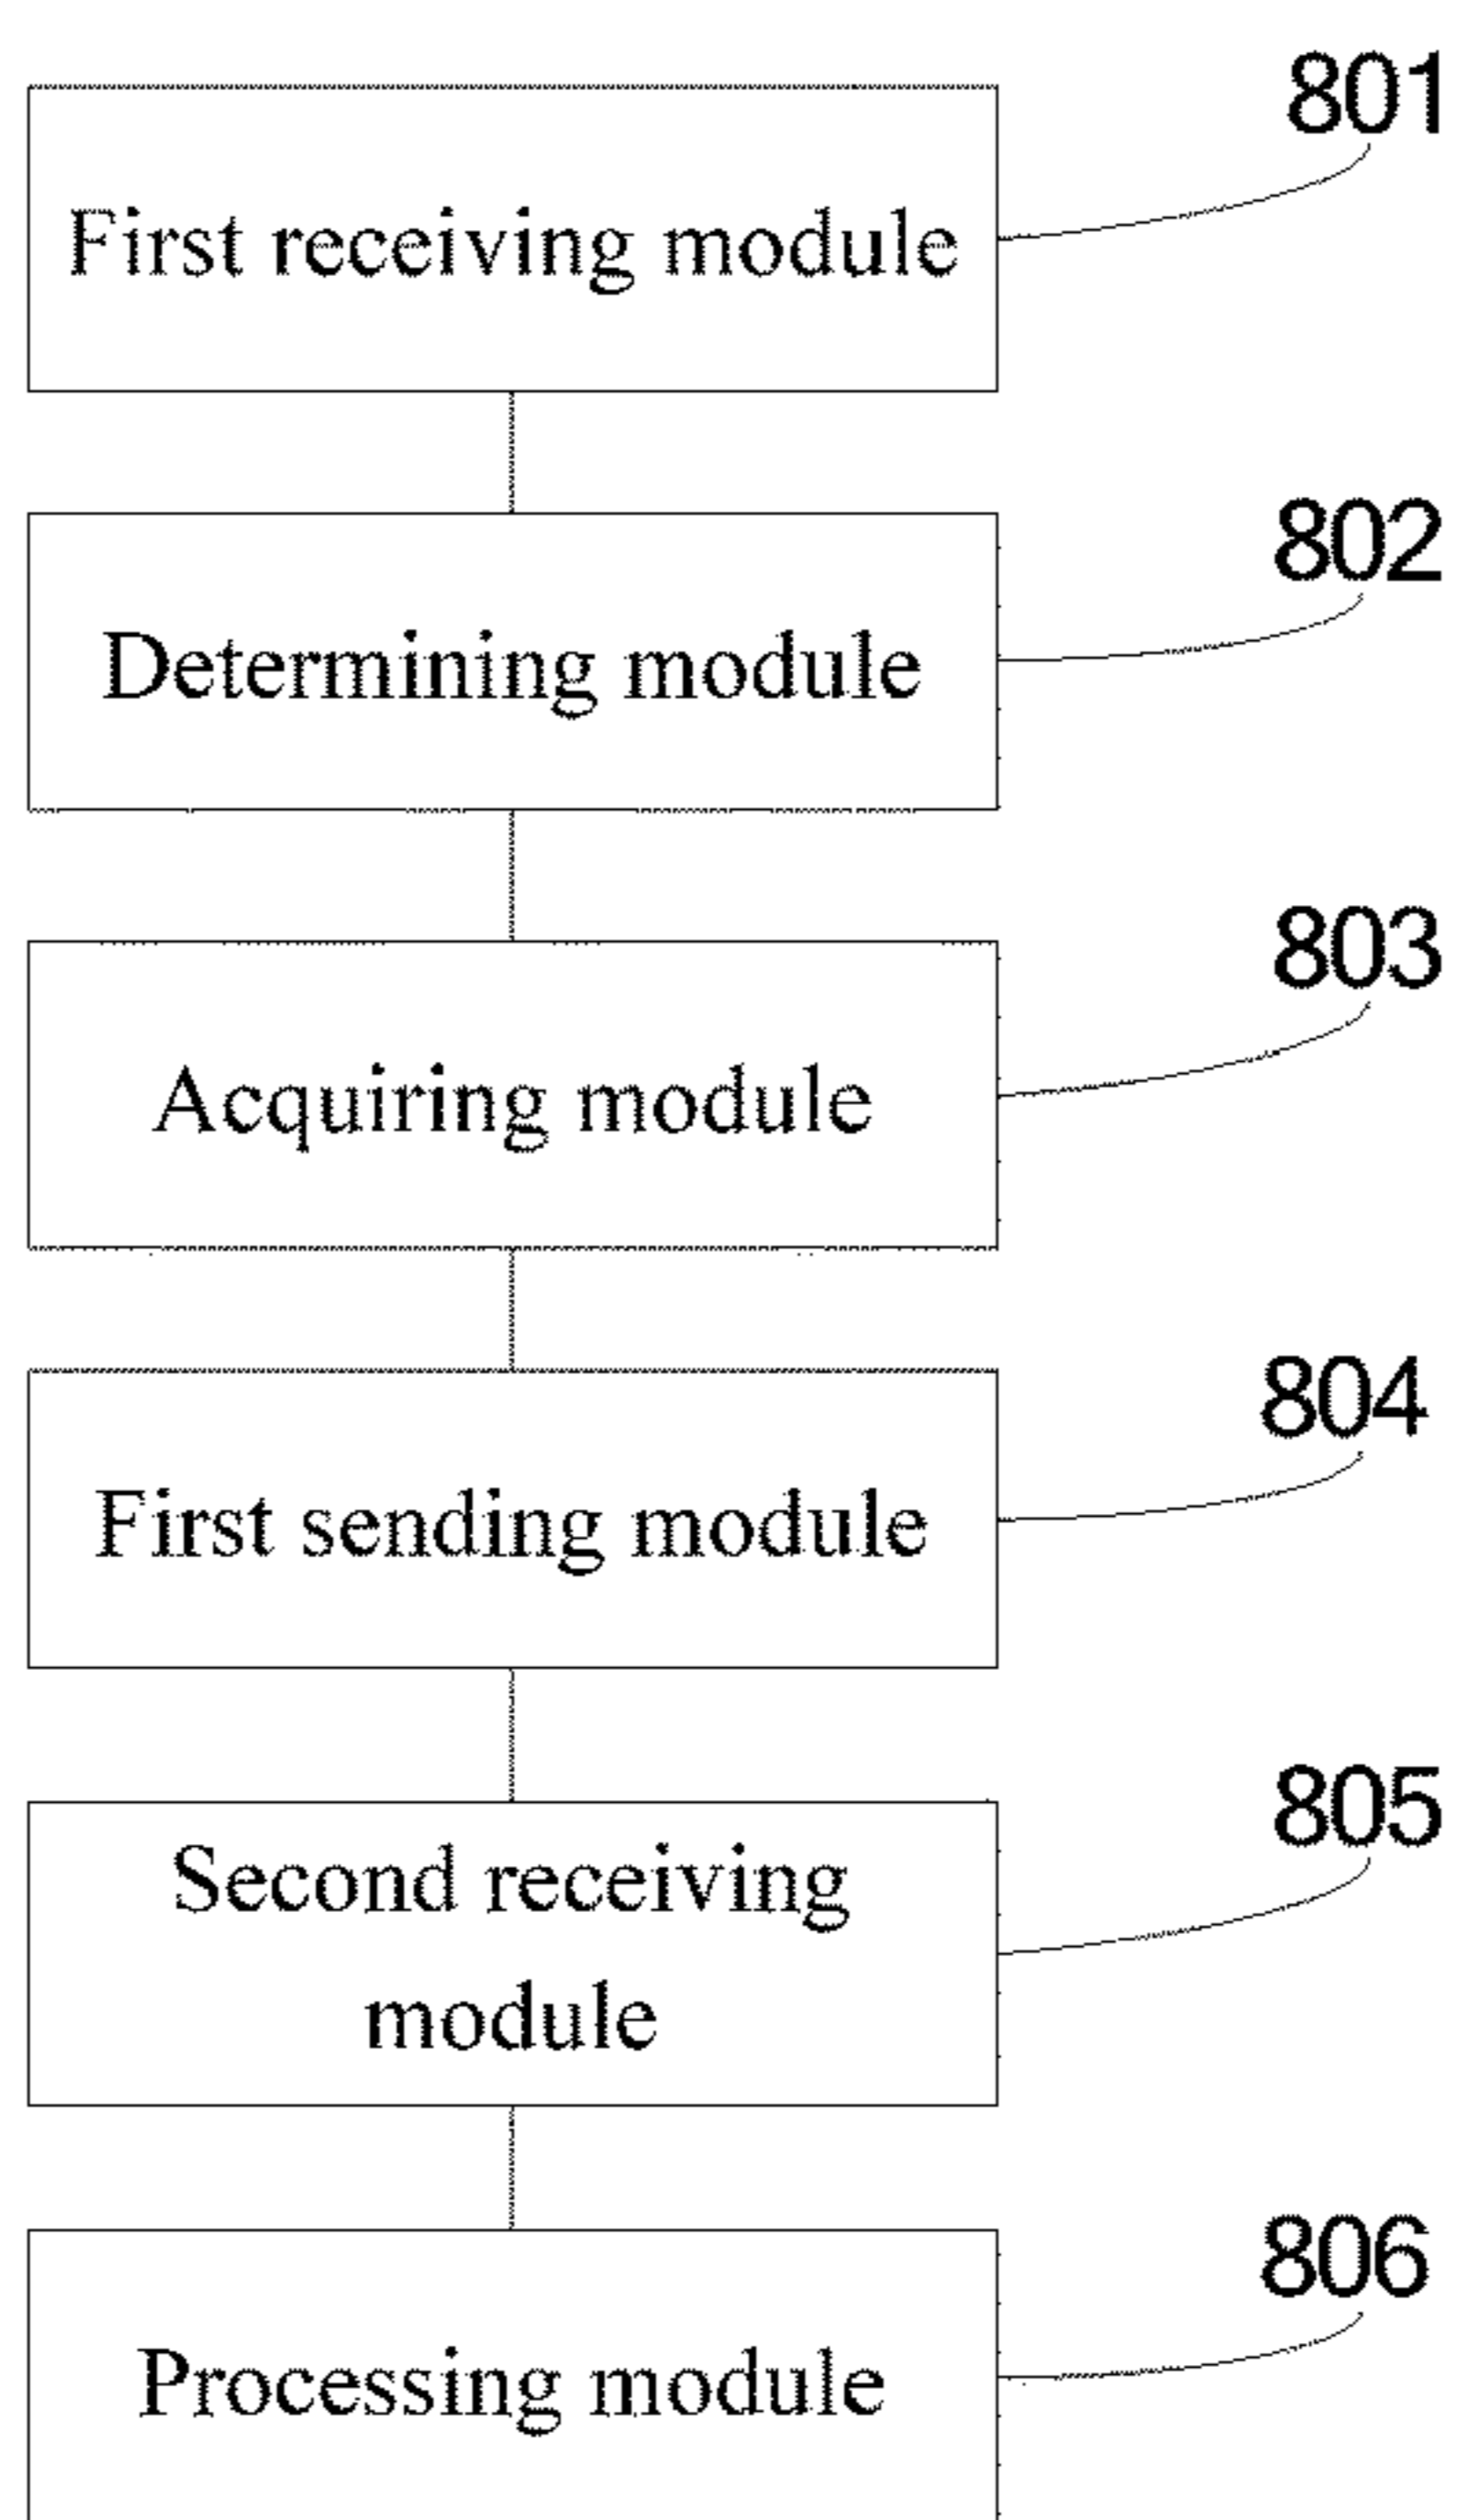 801
First receiving module
802
Determining module
803
Acquiring module
804
First sending module
805
Second receiving
module
806
Processing module